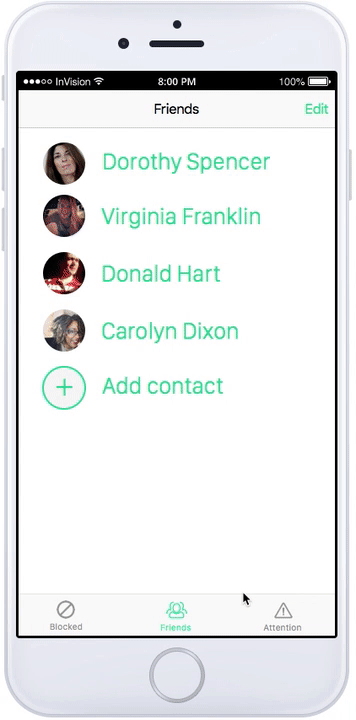 ●●●○○ InVision 8:00 PM 100%
Friends Edit
Dorothy Spencer
Virginia Franklin
Donald Hart
Carolyn Dixon
Add contact
Blocked Friends Attention